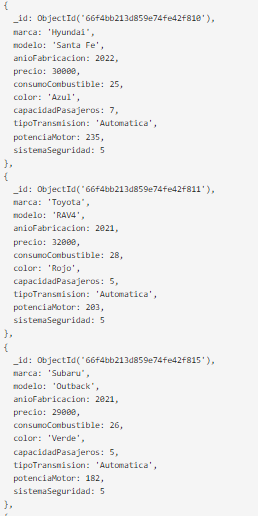 {
_id: ObjectId('66f4bb213d859e74fe42f810'),
marca: 'Hyundai',
modelo: 'Santa Fe',
anioFabricacion: 2022,
precio: 30000,
consumoCombustible: 25,
color: 'Azul',
capacidadPasajeros: 7,
tipoTransmision: 'Automatica',
potenciaMotor: 235,
sistemaSeguridad: 5
},
{
_id: ObjectId('66f4bb213d859e74fe42f811'),
marca: 'Toyota',
modelo: 'RAV4',
anioFabricacion: 2021,
precio: 32000,
consumoCombustible: 28,
color: 'Rojo',
capacidadPasajeros: 5,
tipoTransmision: 'Automatica',
potenciaMotor: 203,
sistemaSeguridad: 5
},
{
_id: ObjectId('66f4bb213d859e74fe42f815'),
marca: 'Subaru',
modelo: 'Outback',
anioFabricacion: 2021,
precio: 29000,
consumoCombustible: 26,
color: 'Verde',
capacidadPasajeros: 5,
tipoTransmision: 'Automatica',
potenciaMotor: 182,
sistemaSeguridad: 5
},